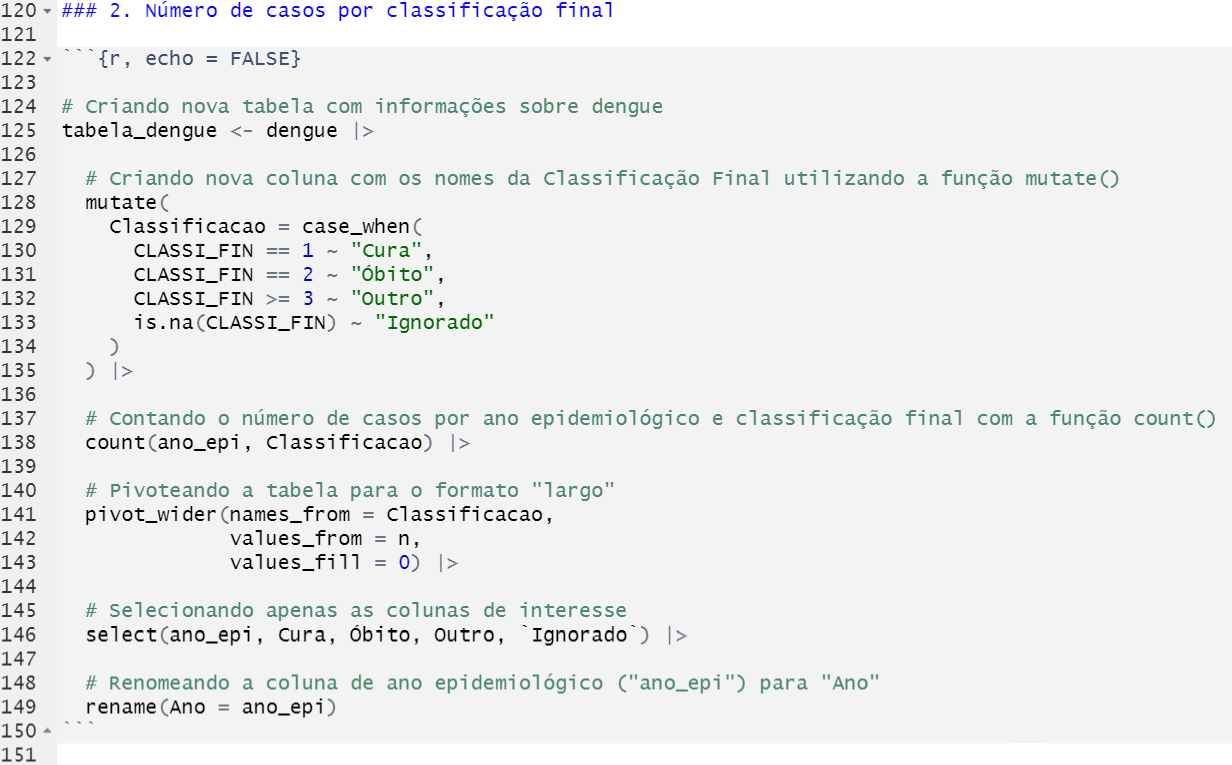 120 ### 2. Número de casos por classificação final
121
122 ```{r, echo = FALSE}
123
124 # Criando nova tabela com informações sobre dengue
125 tabela_dengue <- dengue |>
126
127   # Criando nova coluna com os nomes da Classificação Final utilizando a função mutate()
128   mutate(
129     Classificacao = case_when(
130       CLASSI_FIN == 1 ~ "Cura",
131       CLASSI_FIN == 2 ~ "Óbito",
132       CLASSI_FIN >= 3 ~ "Outro",
133       is.na(CLASSI_FIN) ~ "Ignorado"
134     )
135   ) |>
136
137   # Contando o número de casos por ano epidemiológico e classificação final com a função count()
138   count(ano_epi, Classificacao) |>
139
140   # Pivoteando a tabela para o formato "largo"
141   pivot_wider(names_from = Classificacao,
142               values_from = n,
143               values_fill = 0) |>
144
145   # Selecionando apenas as colunas de interesse
146   select(ano_epi, Cura, Óbito, Outro, `Ignorado`) |>
147
148   # Renomeando a coluna de ano epidemiológico ("ano_epi") para "Ano"
149   rename(Ano = ano_epi)
150 ```
151